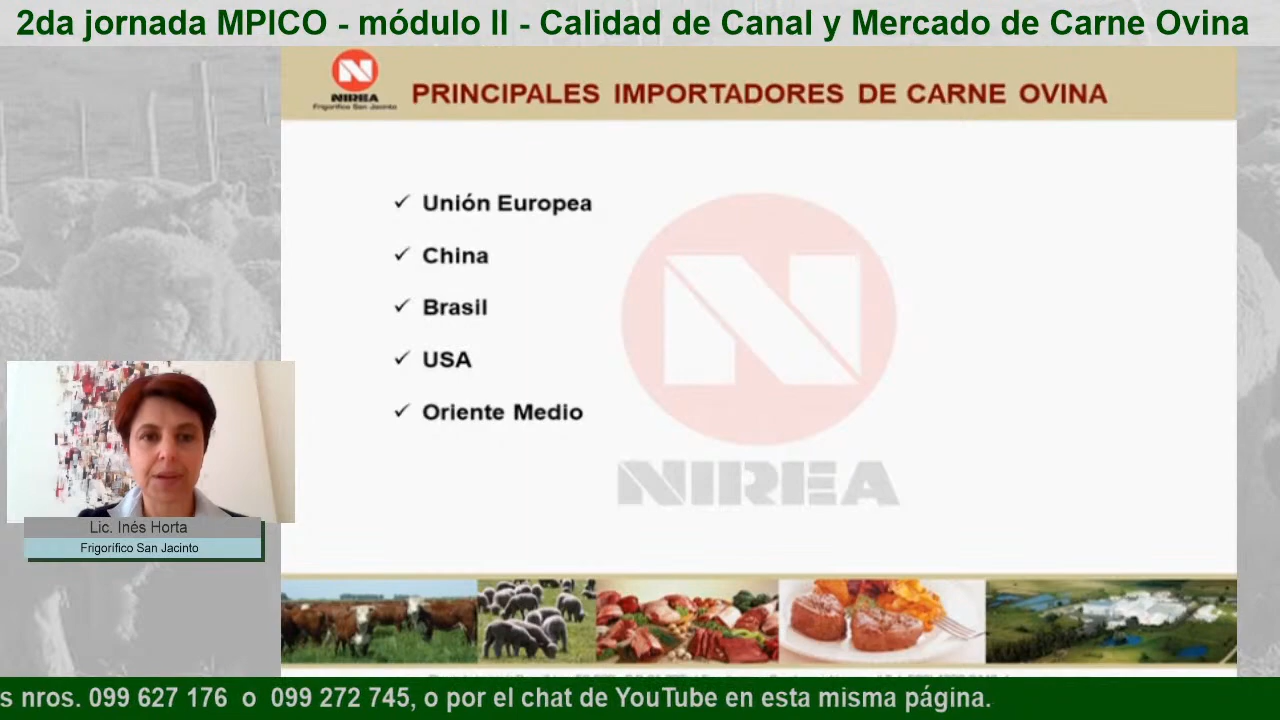 2da jornada MPICO - módulo II - Calidad de Canal y Mercado de Carne Ovina
NIREA
Frigorífico San Jacinto
PRINCIPALES IMPORTADORES DE CARNE OVINA
✓ Unión Europea
✓ China
✓ Brasil
✓ USA
✓ Oriente Medio
NIREA
Lic. Inés Horta
Frigorífico San Jacinto
s nros. 099 627 176 o 099 272 745, o por el chat de YouTube en esta misma página.